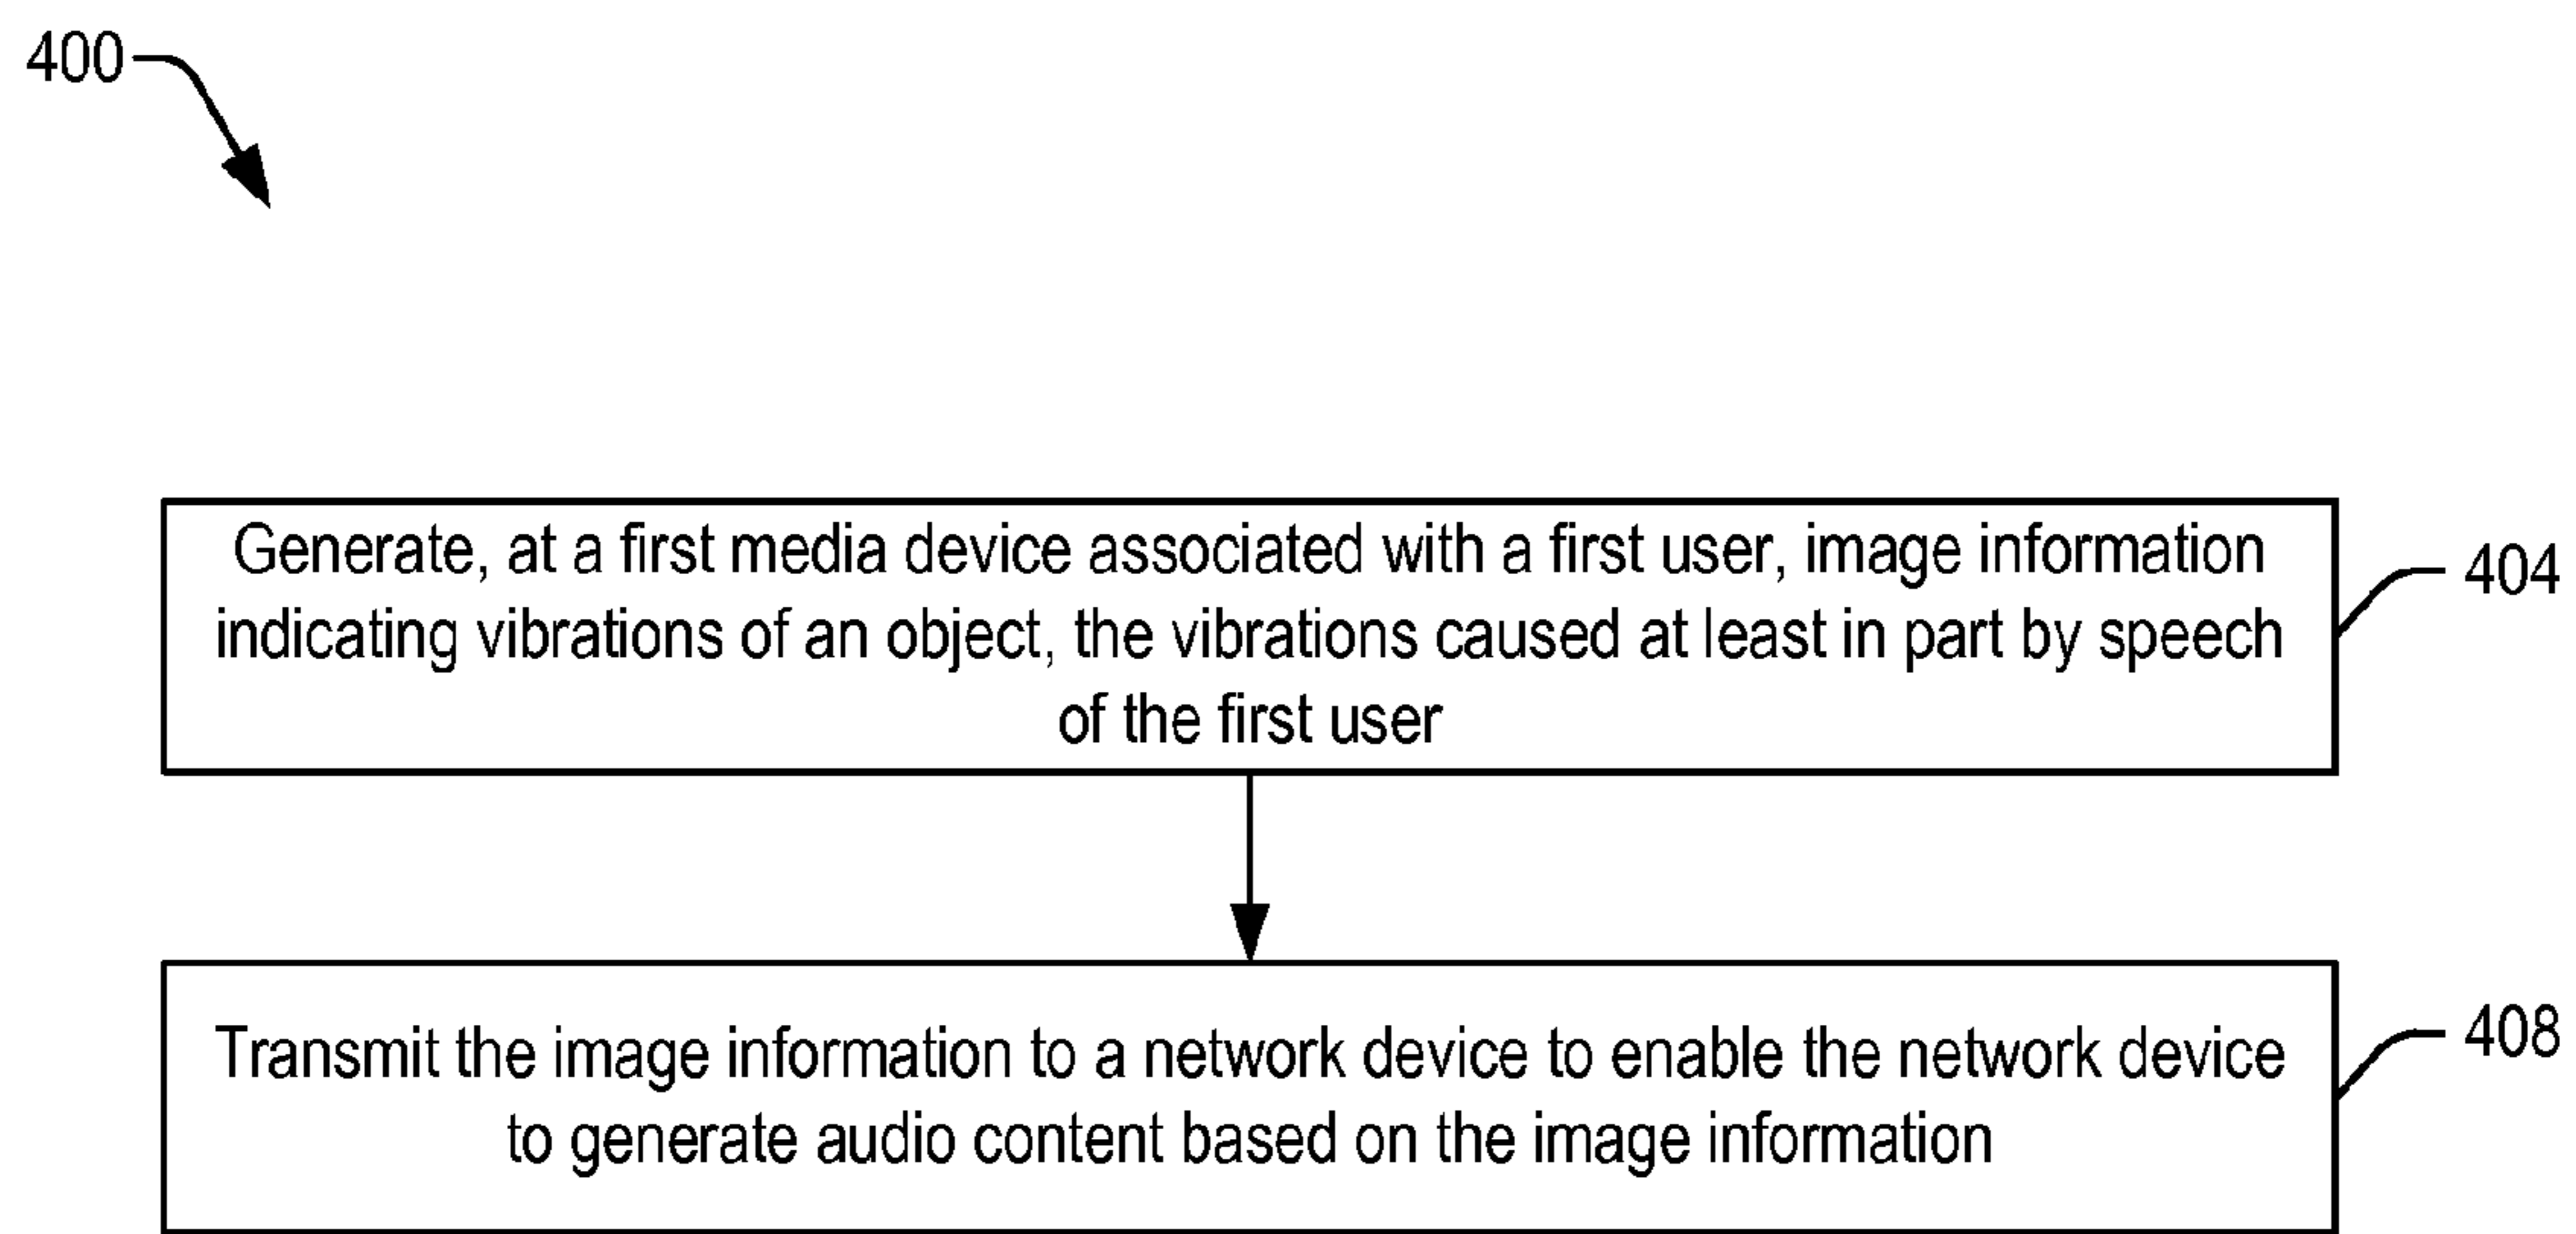 400
Generate, at a first media device associated with a first user, image information
indicating vibrations of an object, the vibrations caused at least in part by speech
of the first user
404
Transmit the image information to a network device to enable the network device
to generate audio content based on the image information
408